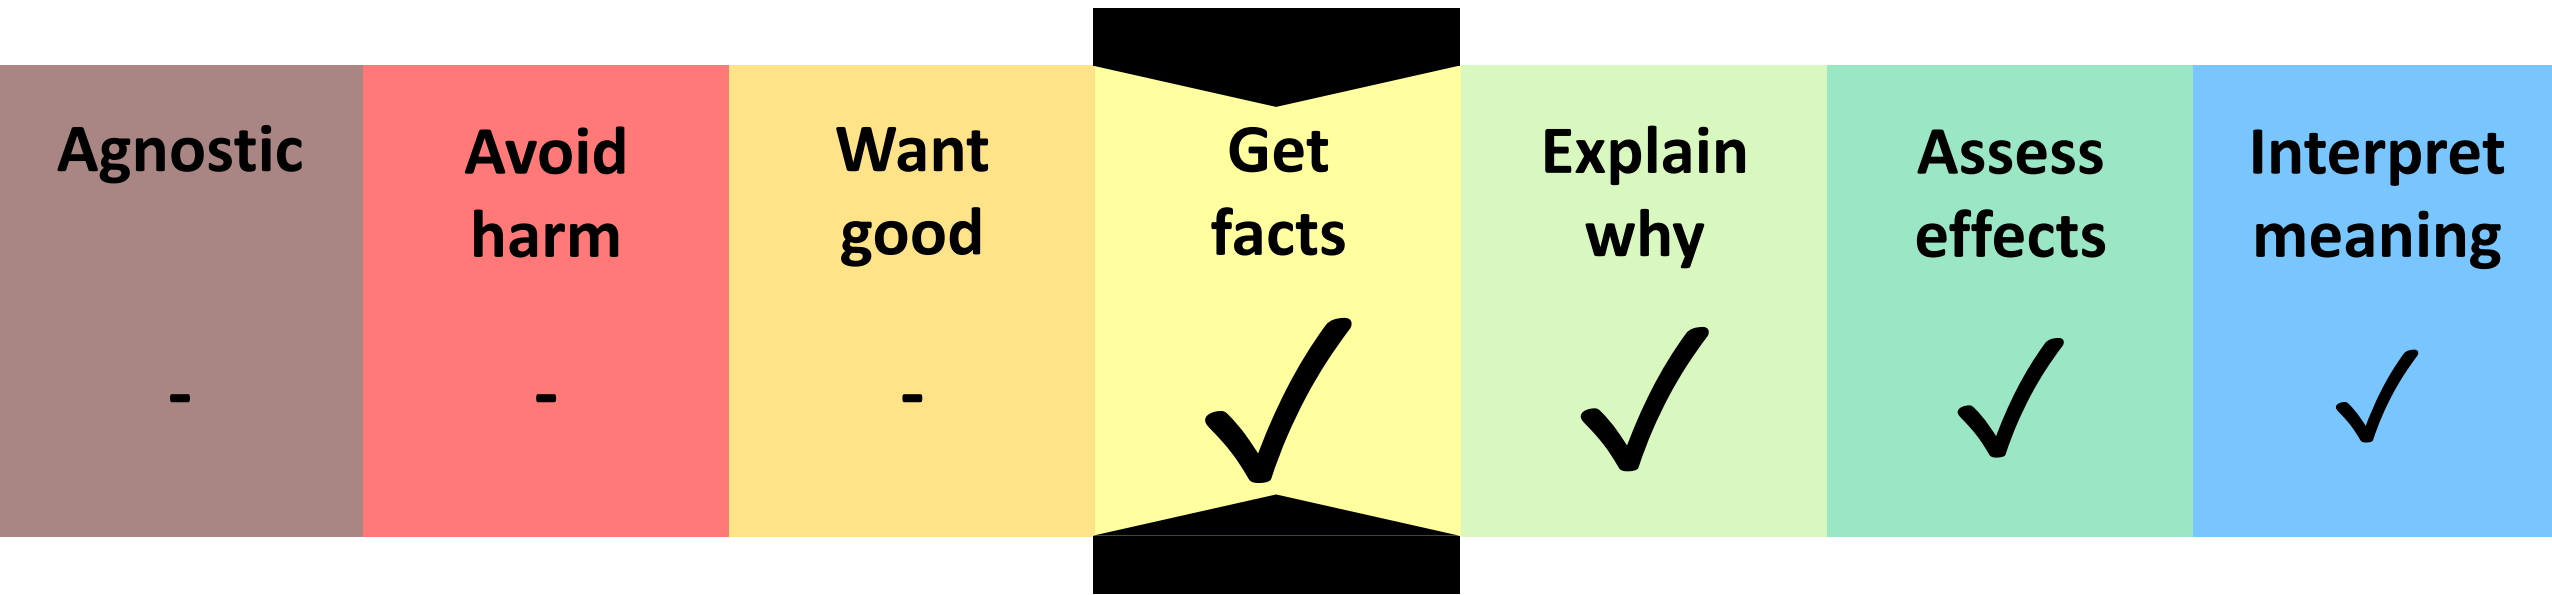 Agnostic
Avoid
harm
Want
good
Get
facts
Explain
why
Assess
effects
Interpret
meaning
-
-
-
✓
✓
✓
✓